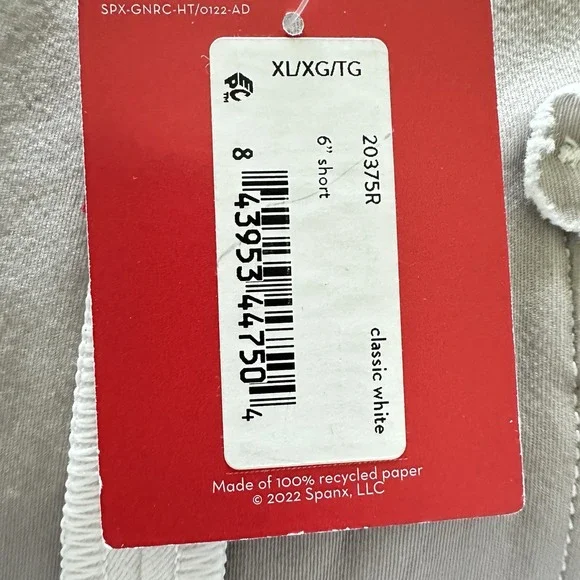 SPX-GNRC-HT/0122-AD
XL/XG/TG
ECP™
20375R
6" short
classic white
8 43953 44750 4
Made of 100% recycled paper
© 2022 Spanx, LLC